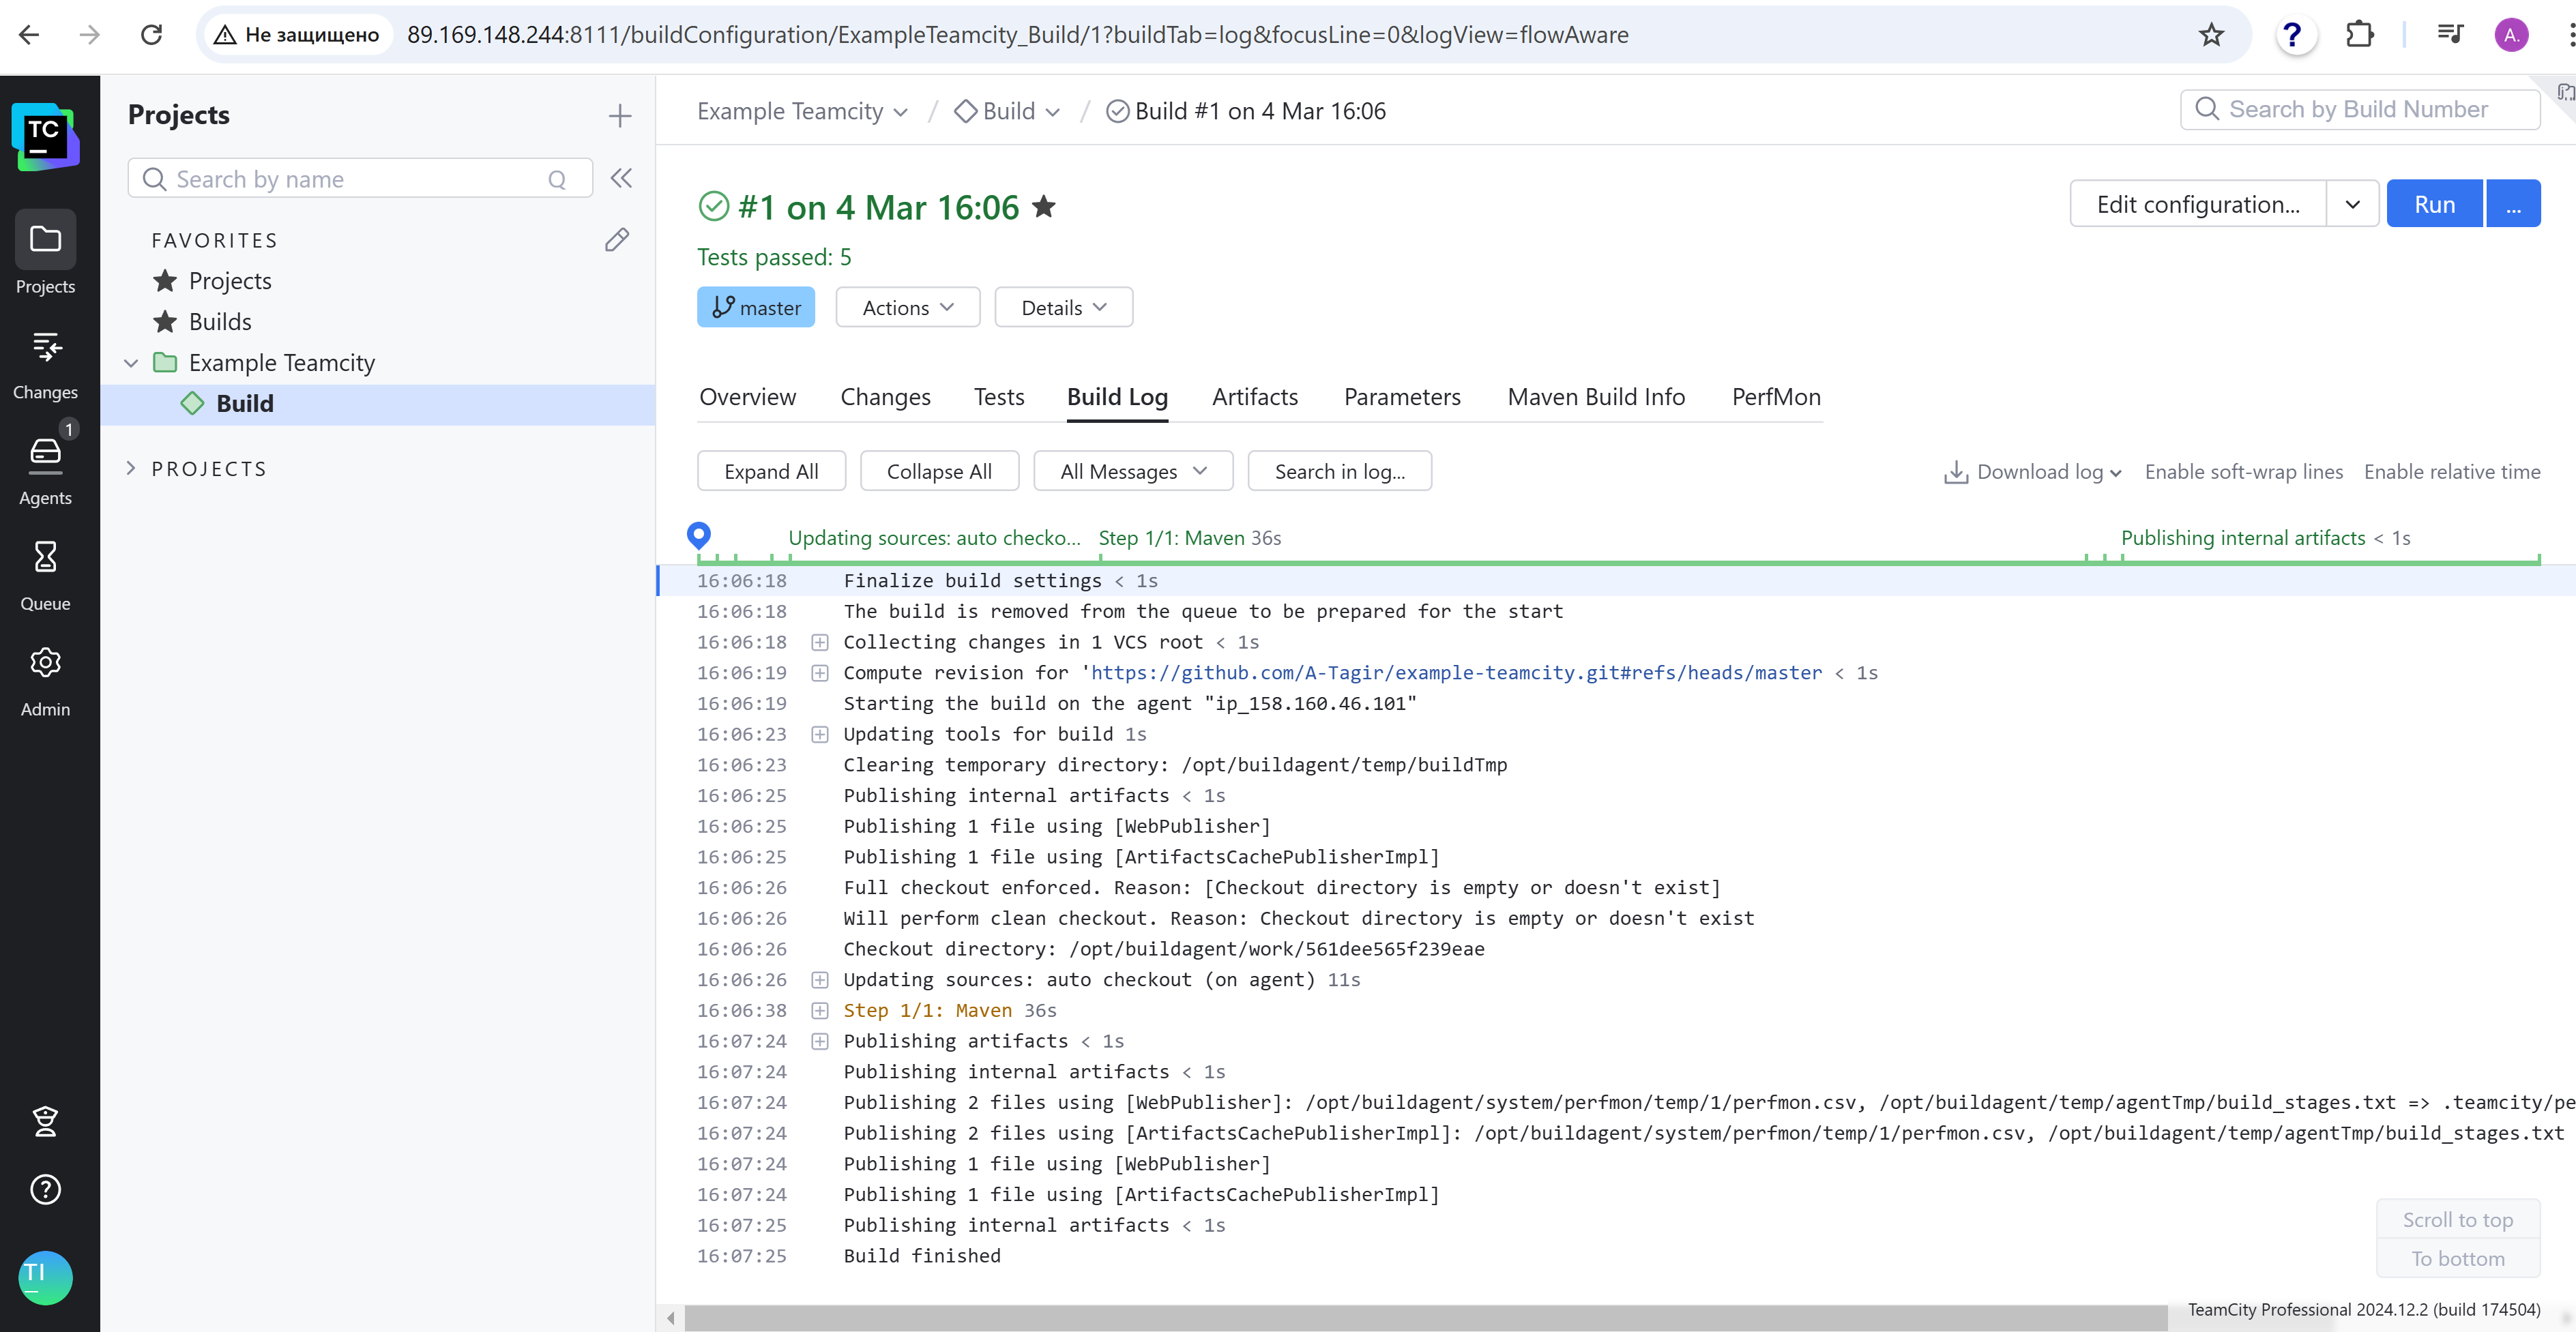 Не защищено 89.169.148.244:8111/buildConfiguration/ExampleTeamcity_Build/1?buildTab=log&focusLine=0&logView=flowAware
A.
TC
Projects
Changes
1
Agents
Queue
Admin
TI
Projects
Search by name Q
FAVORITES
Projects
Builds
Example Teamcity
Build
PROJECTS
Example Teamcity / Build / Build #1 on 4 Mar 16:06
Search by Build Number
#1 on 4 Mar 16:06
Edit configuration... Run ...
Tests passed: 5
master Actions Details
Overview Changes Tests Build Log Artifacts Parameters Maven Build Info PerfMon
Expand All Collapse All All Messages Search in log... Download log Enable soft-wrap lines Enable relative time
Updating sources: auto checko... Step 1/1: Maven 36s Publishing internal artifacts < 1s
16:06:18 Finalize build settings < 1s
16:06:18 The build is removed from the queue to be prepared for the start
16:06:18 Collecting changes in 1 VCS root < 1s
16:06:19 Compute revision for 'https://github.com/A-Tagir/example-teamcity.git#refs/heads/master < 1s
16:06:19 Starting the build on the agent "ip_158.160.46.101"
16:06:23 Updating tools for build 1s
16:06:23 Clearing temporary directory: /opt/buildagent/temp/buildTmp
16:06:25 Publishing internal artifacts < 1s
16:06:25 Publishing 1 file using [WebPublisher]
16:06:25 Publishing 1 file using [ArtifactsCachePublisherImpl]
16:06:26 Full checkout enforced. Reason: [Checkout directory is empty or doesn't exist]
16:06:26 Will perform clean checkout. Reason: Checkout directory is empty or doesn't exist
16:06:26 Checkout directory: /opt/buildagent/work/561dee565f239eae
16:06:26 Updating sources: auto checkout (on agent) 11s
16:06:38 Step 1/1: Maven 36s
16:07:24 Publishing artifacts < 1s
16:07:24 Publishing internal artifacts < 1s
16:07:24 Publishing 2 files using [WebPublisher]: /opt/buildagent/system/perfmon/temp/1/perfmon.csv, /opt/buildagent/temp/agentTmp/build_stages.txt => .teamcity/pe
16:07:24 Publishing 2 files using [ArtifactsCachePublisherImpl]: /opt/buildagent/system/perfmon/temp/1/perfmon.csv, /opt/buildagent/temp/agentTmp/build_stages.txt
16:07:24 Publishing 1 file using [WebPublisher]
16:07:24 Publishing 1 file using [ArtifactsCachePublisherImpl]
16:07:25 Publishing internal artifacts < 1s
16:07:25 Build finished
Scroll to top
To bottom
TeamCity Professional 2024.12.2 (build 174504)